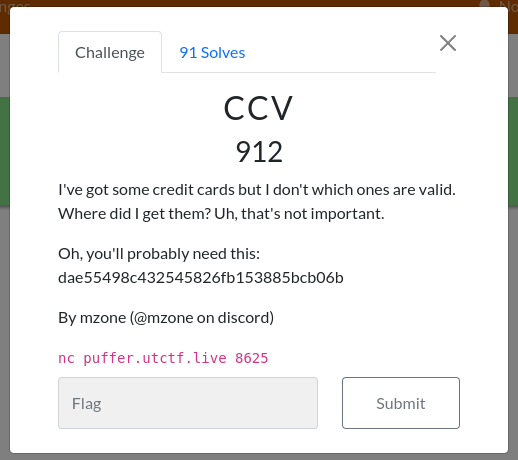 Challenge
91 Solves
CCV
912
I've got some credit cards but I don't which ones are valid.
Where did I get them? Uh, that's not important.
Oh, you'll probably need this:
dae55498c432545826fb153885bcb06b
By mzone (@mzone on discord)
nc puffer.utctf.live 8625
Flag
Submit